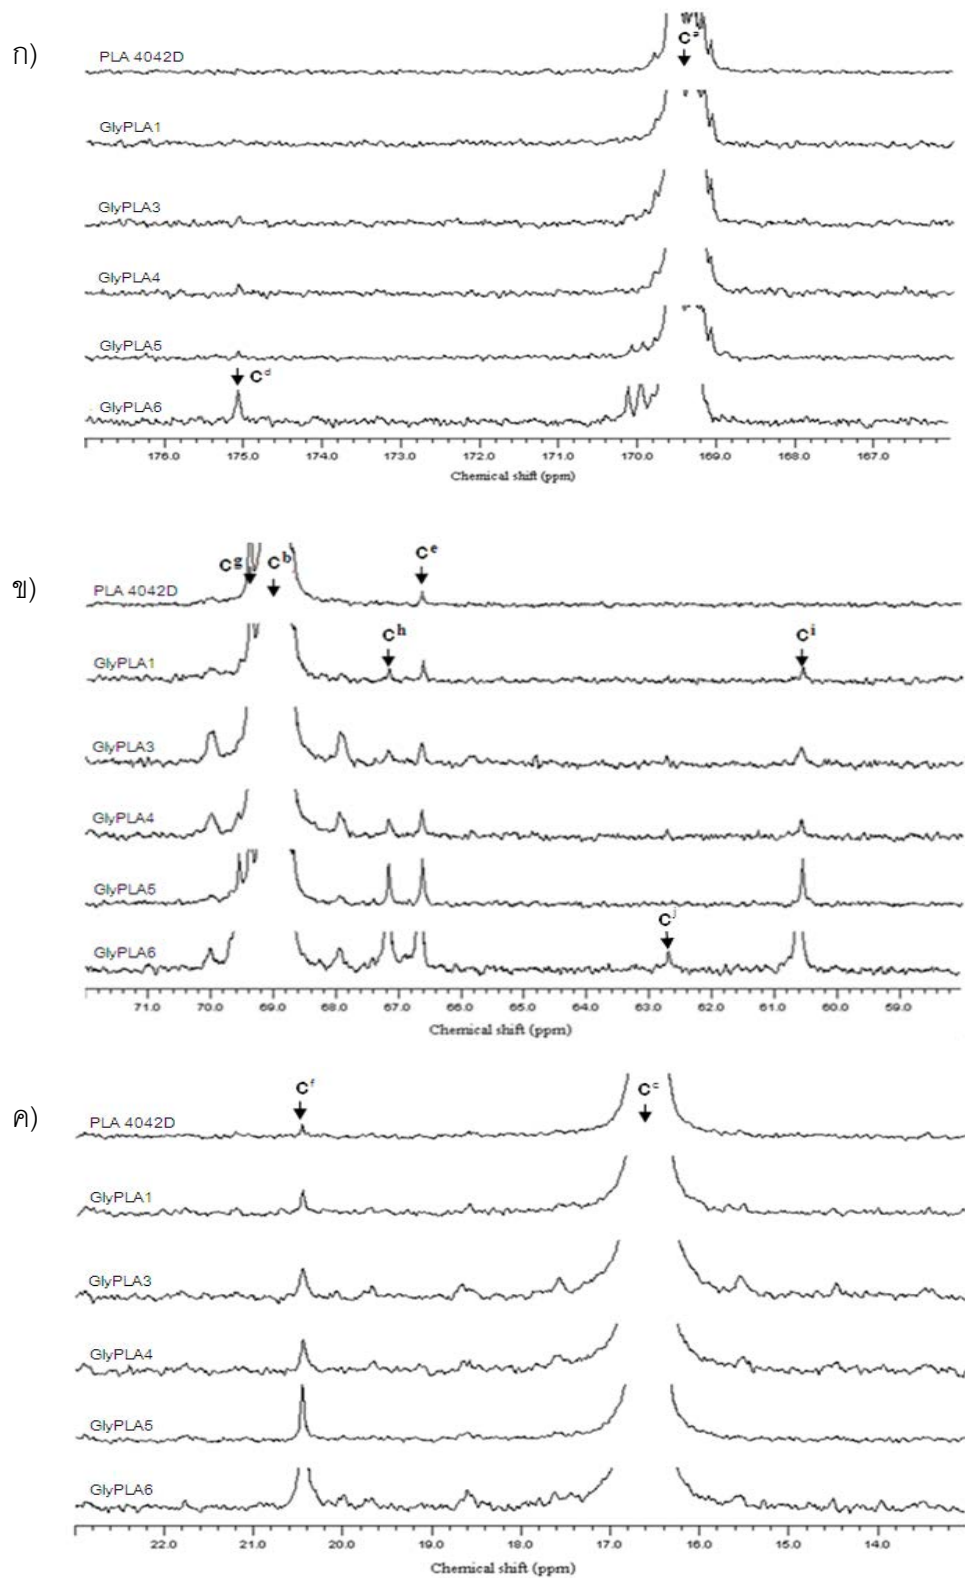 ก)
PLA 4042D
Cᵃ
GlyPLA1
GlyPLA3
GlyPLA4
GlyPLA5
Cᵈ
GlyPLA6
176.0 175.0 174.0 173.0 172.0 171.0 170.0 169.0 168.0 167.0
Chemical shift (ppm)
ข)
Cᵍ Cᵇ Cᵉ
PLA 4042D
Cʰ Cⁱ
GlyPLA1
GlyPLA3
GlyPLA4
GlyPLA5
Cʲ
GlyPLA6
71.0 70.0 69.0 68.0 67.0 66.0 65.0 64.0 63.0 62.0 61.0 60.0 59.0
Chemical shift (ppm)
ค)
Cᶠ Cᶜ
PLA 4042D
GlyPLA1
GlyPLA3
GlyPLA4
GlyPLA5
GlyPLA6
22.0 21.0 20.0 19.0 18.0 17.0 16.0 15.0 14.0
Chemical shift (ppm)